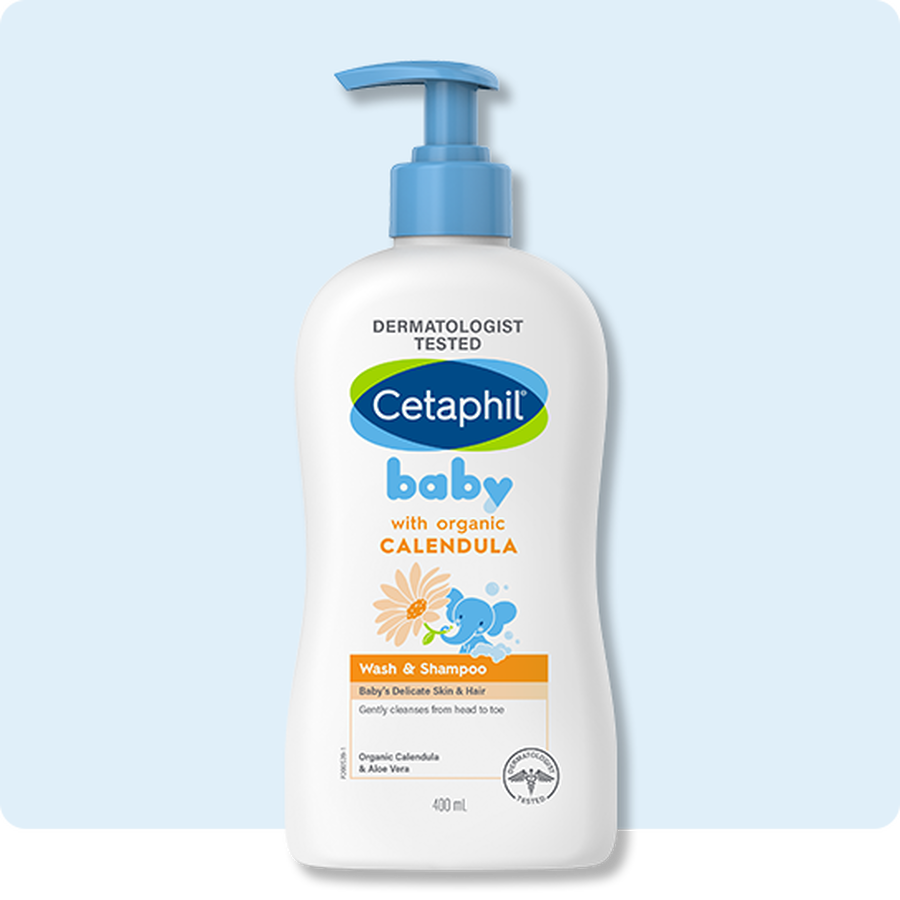 DERMATOLOGIST
TESTED
Cetaphil®
baby
with organic
CALENDULA
Wash & Shampoo
Baby's Delicate Skin & Hair
Gently cleanses from head to toe
Organic Calendula
& Aloe Vera
DERMATOLOGIST
TESTED
400 mL